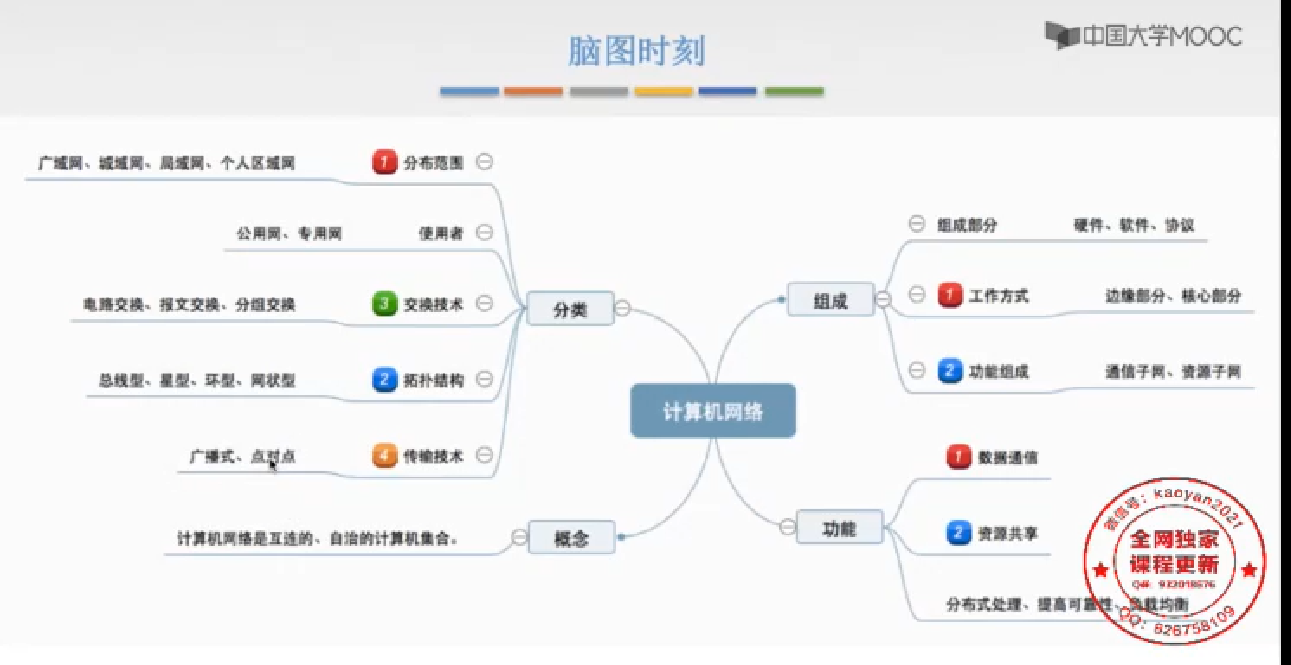 脑图时刻
中国大学MOOC
广域网、城域网、局域网、个人区域网
1 分布范围
公用网、专用网
使用者
电路交换、报文交换、分组交换
3 交换技术
总线型、星型、环型、网状型
2 拓扑结构
广播式、点对点
4 传输技术
分类
计算机网络是互连的、自治的计算机集合。
概念
计算机网络
组成
组成部分
硬件、软件、协议
1 工作方式
边缘部分、核心部分
2 功能组成
通信子网、资源子网
功能
1 数据通信
2 资源共享
分布式处理、提高可靠性、负载均衡
微信号：kaoyan2021
全网独家
课程更新
QQ：626758109